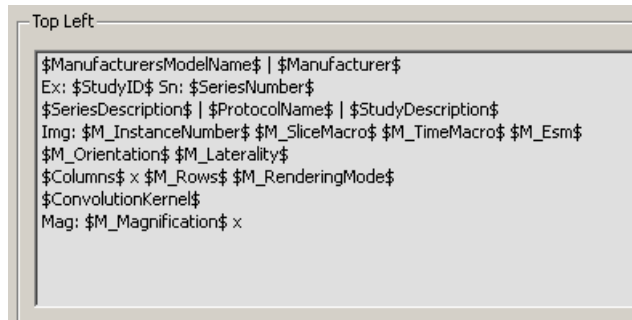 Top Left
$ManufacturersModelName$ | $Manufacturer$
Ex: $StudyID$ Sn: $SeriesNumber$
$SeriesDescription$ | $ProtocolName$ | $StudyDescription$
Img: $M_InstanceNumber$ $M_SliceMacro$ $M_TimeMacro$ $M_Esm$
$M_Orientation$ $M_Laterality$
$Columns$ x $M_Rows$ $M_RenderingMode$
$ConvolutionKernel$
Mag: $M_Magnification$ x